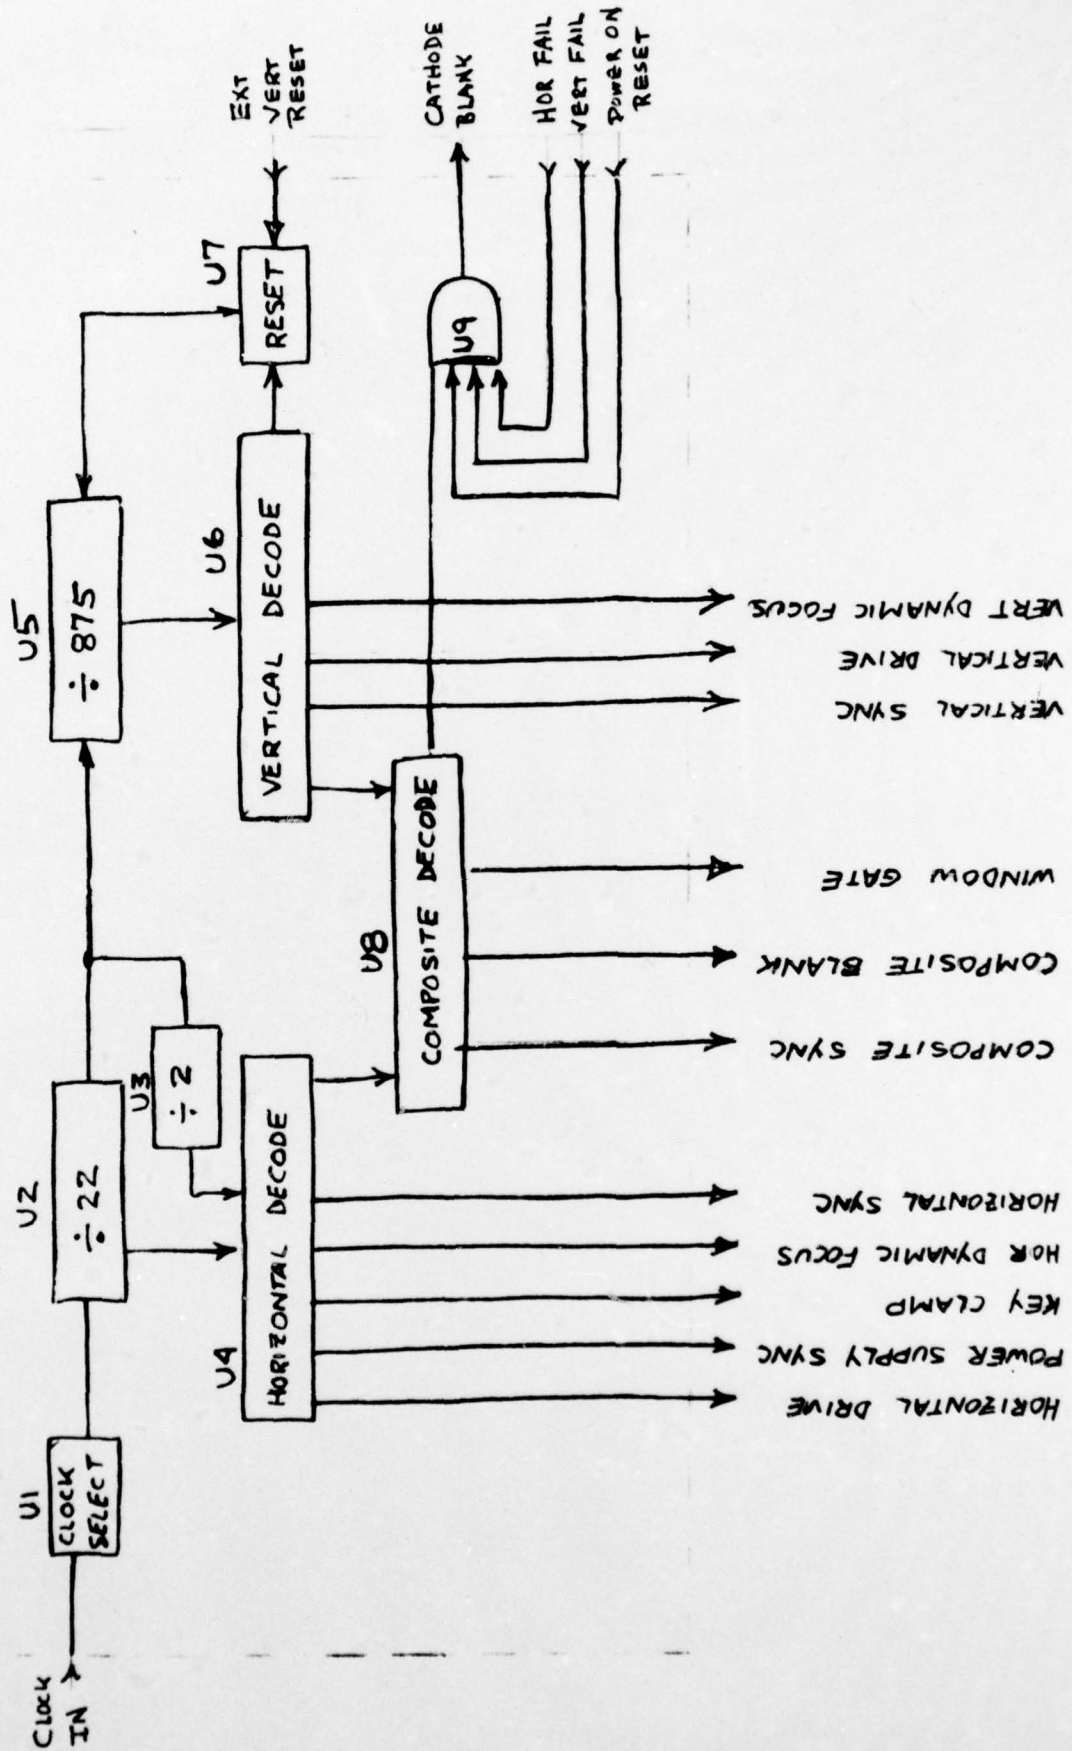 Clock
IN
U1
CLOCK
SELECT
U2
÷22
U3
÷2
U4
HORIZONTAL DECODE
U5
÷875
U6
VERTICAL DECODE
U7
RESET
EXT
VERT
RESET
U8
COMPOSITE DECODE
U9
CATHODE
BLANK
HOR FAIL
VERT FAIL
POWER ON
RESET
HORIZONTAL DRIVE
POWER SUPPLY SYNC
KEY CLAMP
HOR DYNAMIC FOCUS
HORIZONTAL SYNC
COMPOSITE SYNC
COMPOSITE BLANK
WINDOW GATE
VERTICAL SYNC
VERTICAL DRIVE
VERT DYNAMIC FOCUS